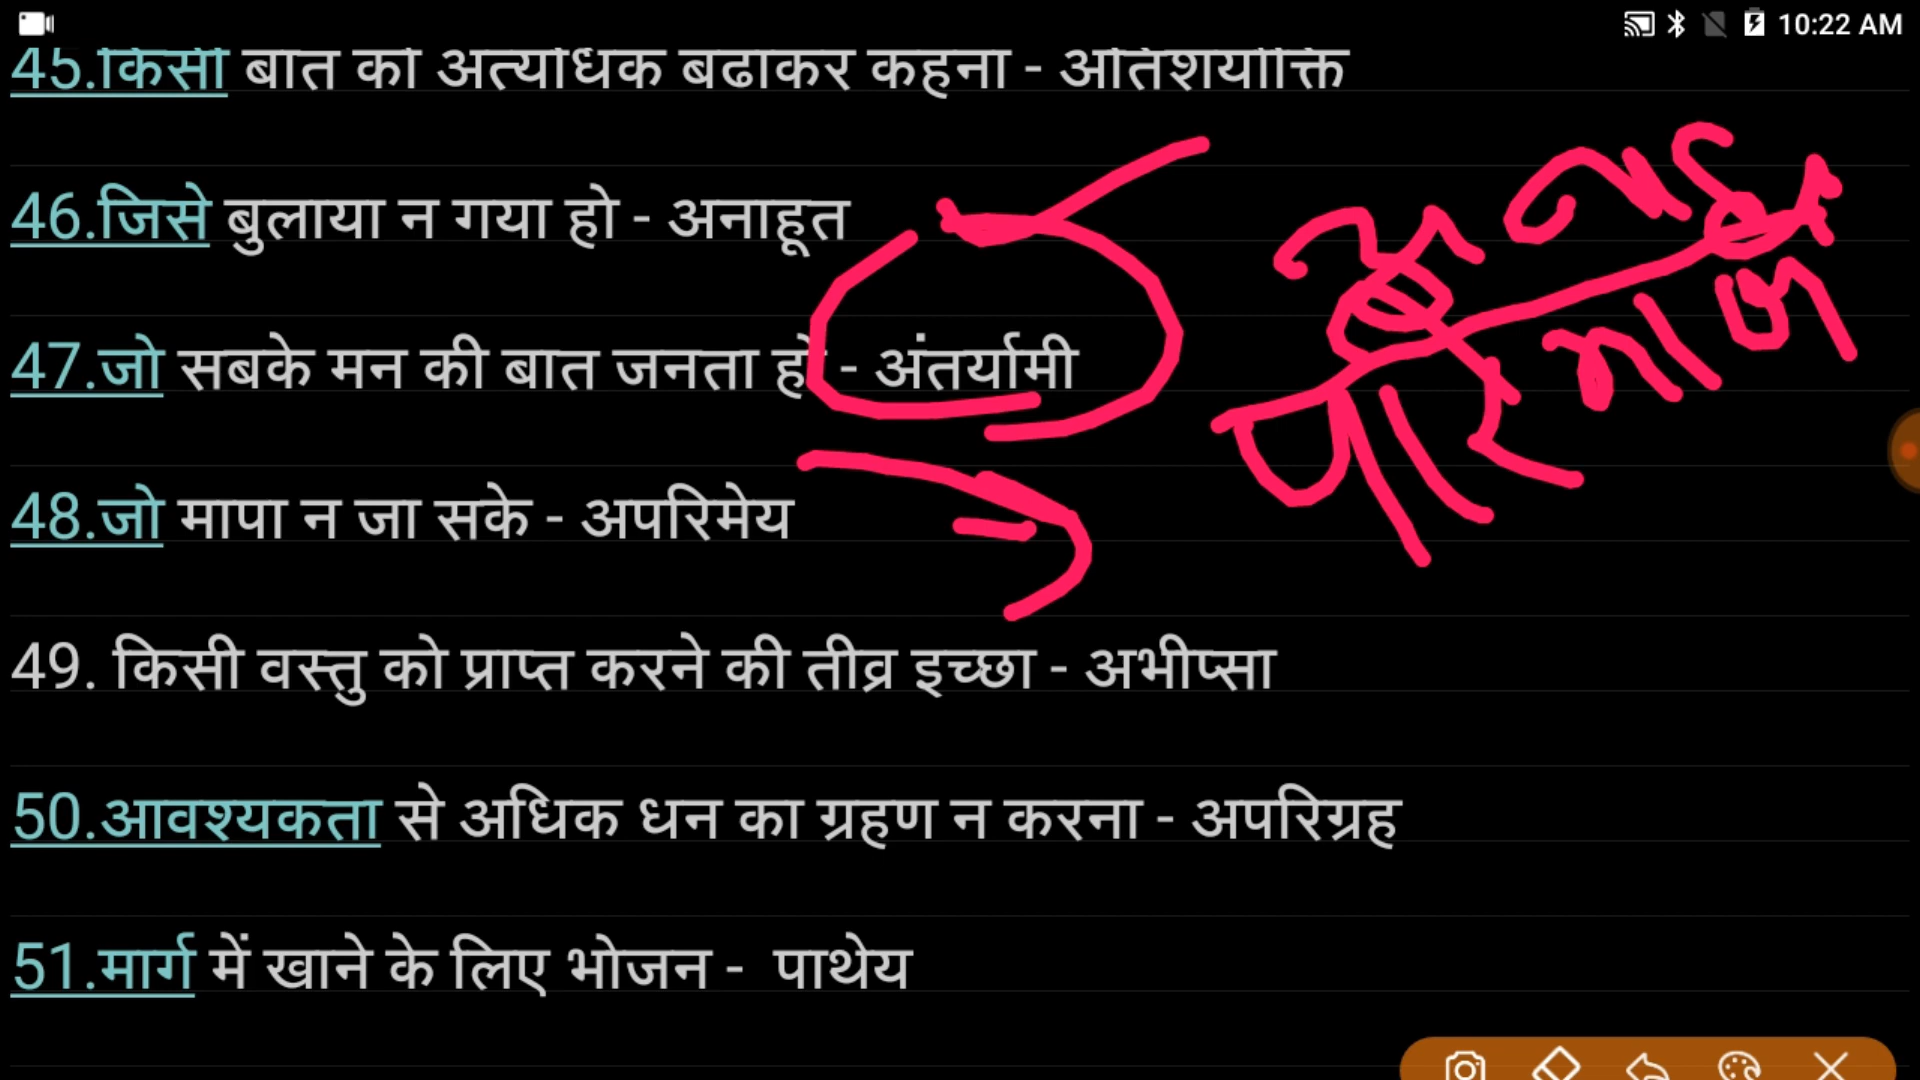 10:22 AM
45.किसी बात को अत्यधिक बढाकर कहना - अतिशयोक्ति
46.जिसे बुलाया न गया हो - अनाहूत
47.जो सबके मन की बात जनता हो - अंतर्यामी
48.जो मापा न जा सके - अपरिमेय
49. किसी वस्तु को प्राप्त करने की तीव्र इच्छा - अभीप्सा
50.आवश्यकता से अधिक धन का ग्रहण न करना - अपरिग्रह
51.मार्ग में खाने के लिए भोजन - पाथेय